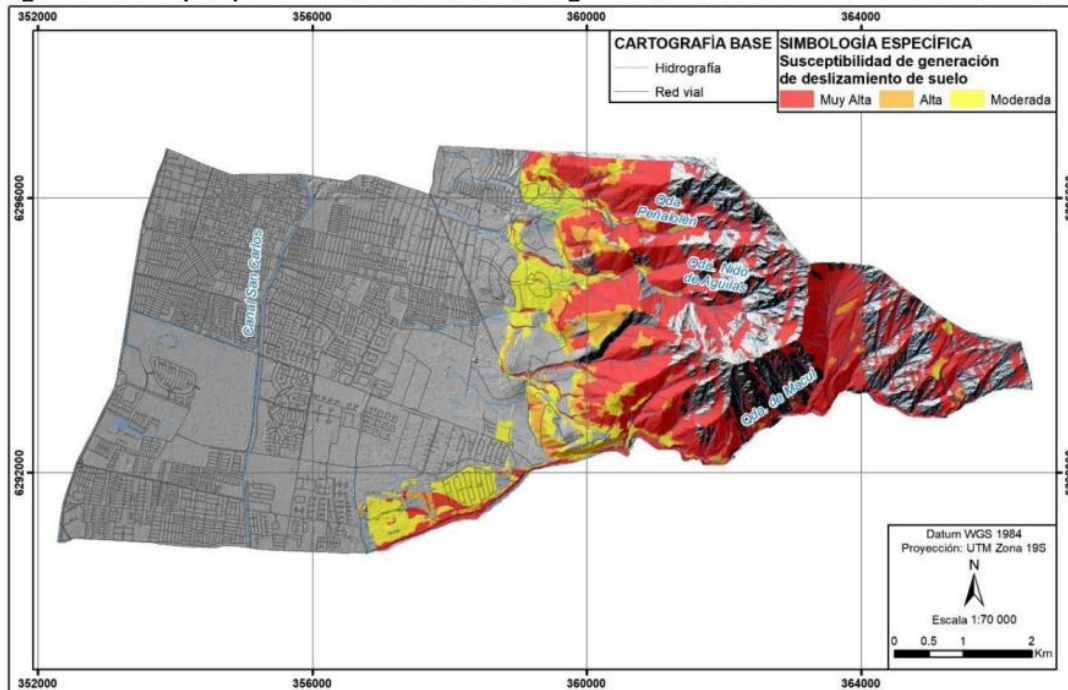 352000 356000 360000 364000
CARTOGRAFÍA BASE
Hidrografía
Red vial
SIMBOLOGÍA ESPECÍFICA
Susceptibilidad de generación
de deslizamiento de suelo
Muy Alta Alta Moderada
6296000
6292000
Canal San Carlos
Qda.
Peñalolén
Qda. Nido
de Águilas
Qda. de Macul
Datum WGS 1984
Proyección: UTM Zona 19S
N
Escala 1:70 000
0 0.5 1 2
Km
352000 356000 360000 364000